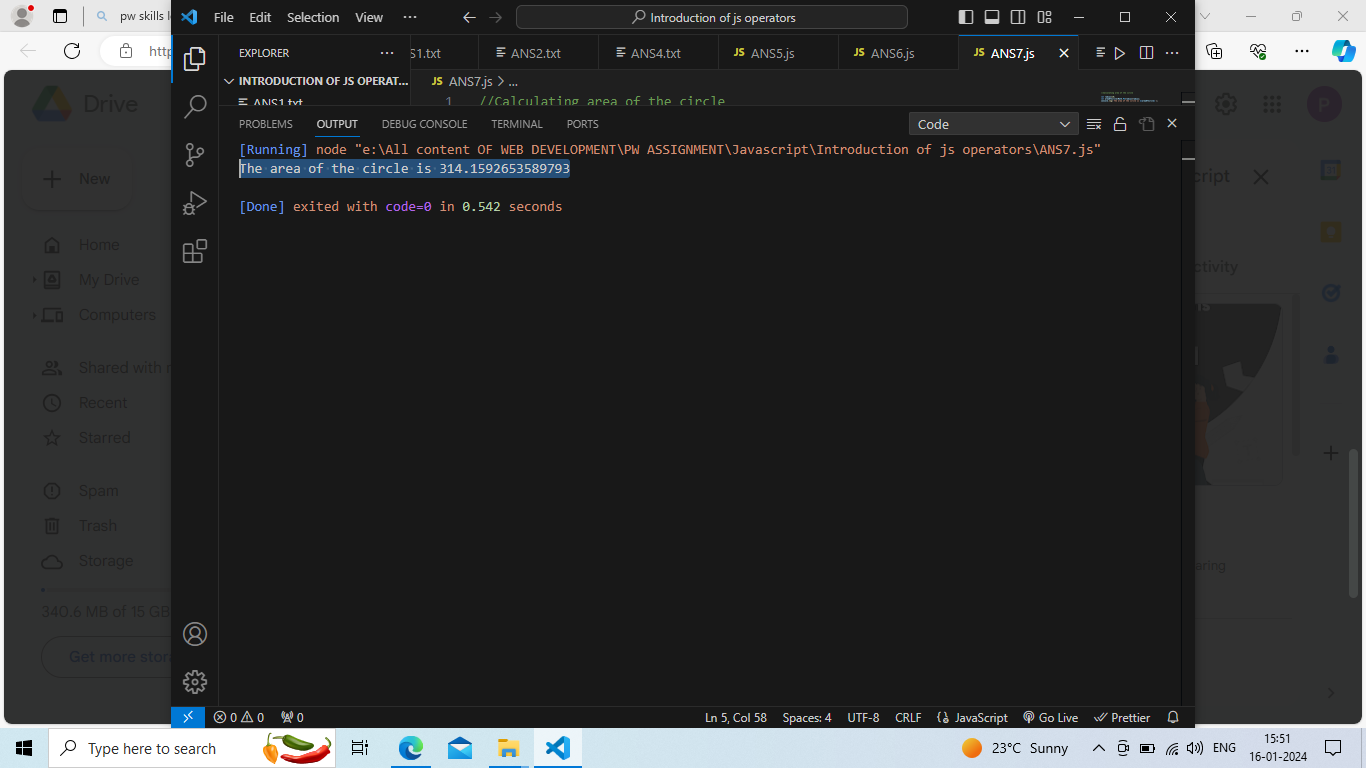 pw skills l
File Edit Selection View ···
Introduction of js operators
http
Drive
New
Home
My Drive
Computers
Shared with
Recent
Starred
Spam
Trash
Storage
340.6 MB of 15 GB
Get more stor
EXPLORER
INTRODUCTION OF JS OPERAT...
ANS1.txt
S1.txt
ANS2.txt
ANS4.txt
JS ANS5.js
JS ANS6.js
JS ANS7.js
JS ANS7.js > ...
1 //Calculating area of the circle
PROBLEMS OUTPUT DEBUG CONSOLE TERMINAL PORTS
Code
[Running] node "e:\All content OF WEB DEVELOPMENT\PW ASSIGNMENT\Javascript\Introduction of js operators\ANS7.js"
The area of the circle is 314.1592653589793
[Done] exited with code=0 in 0.542 seconds
P
cript
ctivity
aring
0 0 0
Ln 5, Col 58 Spaces: 4 UTF-8 CRLF JavaScript Go Live Prettier
Type here to search
23°C Sunny
ENG
15:51
16-01-2024